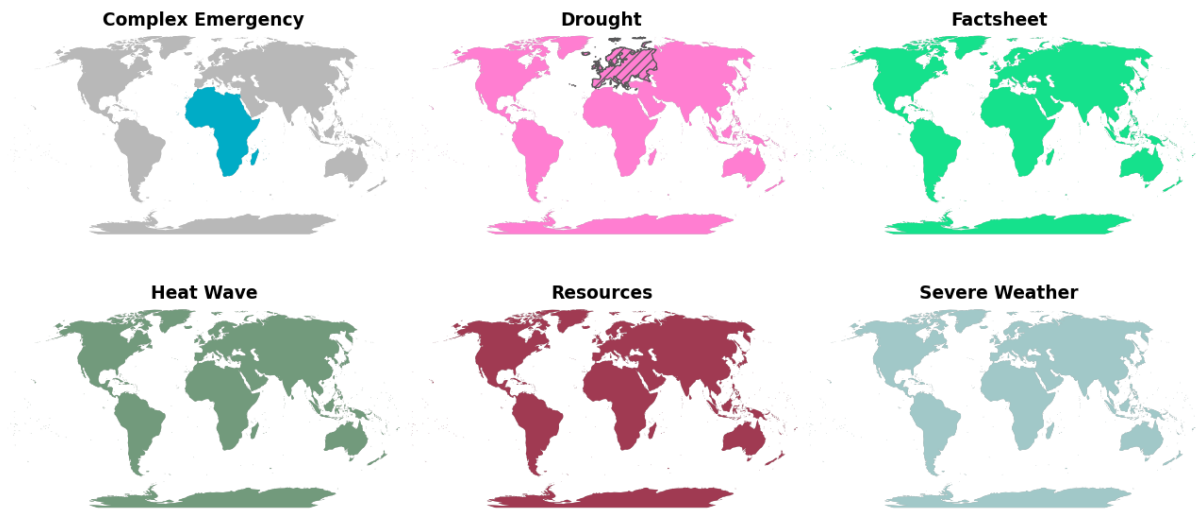 Complex Emergency
Drought
Factsheet
Heat Wave
Resources
Severe Weather